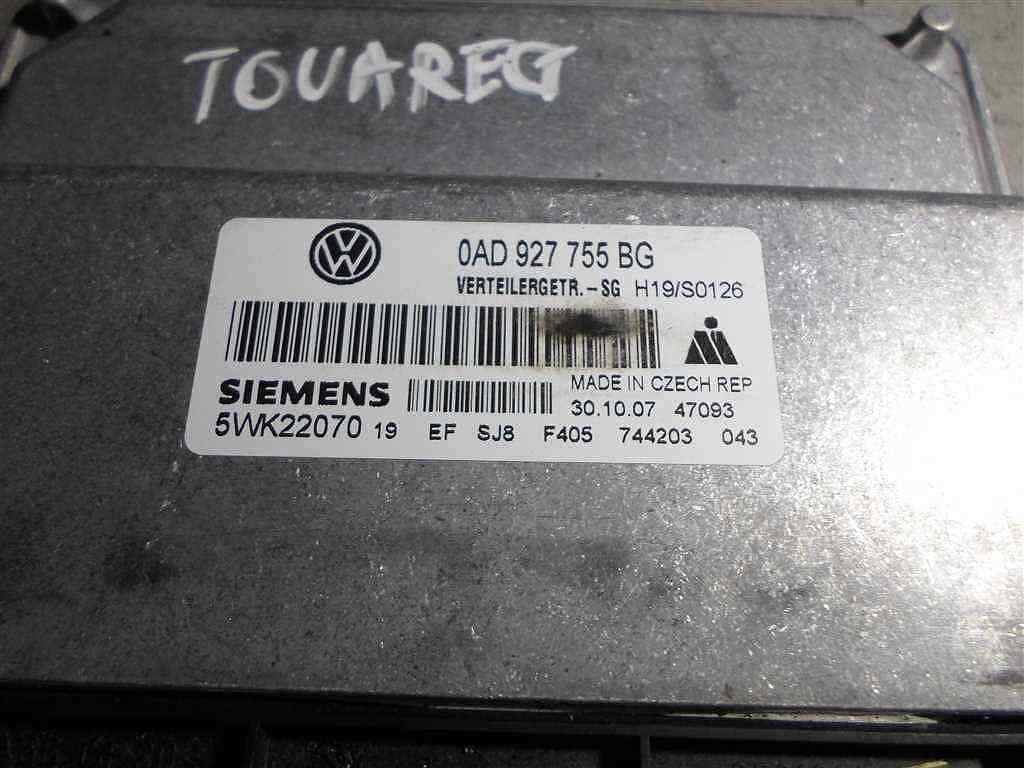 TOUAREG
VW
0AD 927 755 BG
VERTEILERGETR.-SG H19/S0126
MADE IN CZECH REP
SIEMENS
30.10.07 47093
5WK22070 19 EF SJ8 F405 744203 043